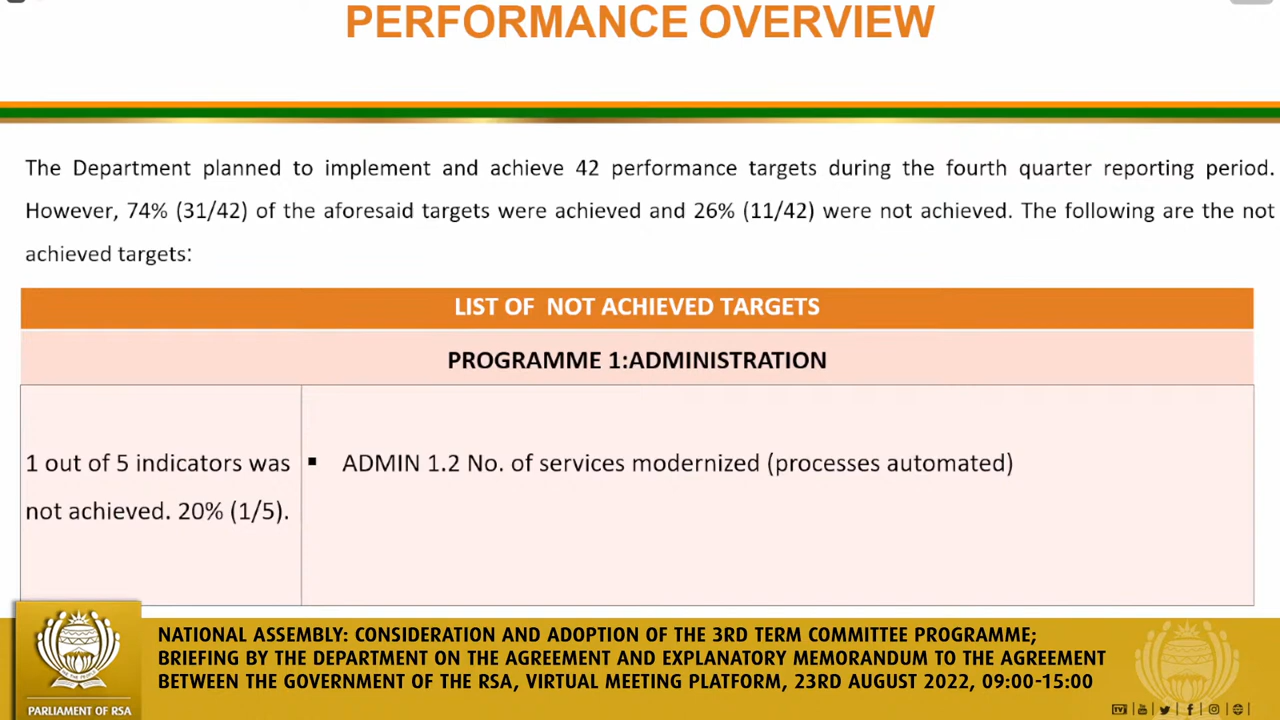 PERFORMANCE OVERVIEW
The Department planned to implement and achieve 42 performance targets during the fourth quarter reporting period.
However, 74% (31/42) of the aforesaid targets were achieved and 26% (11/42) were not achieved. The following are the not
achieved targets:
LIST OF NOT ACHIEVED TARGETS
PROGRAMME 1:ADMINISTRATION
1 out of 5 indicators was
not achieved. 20% (1/5).
▪ ADMIN 1.2 No. of services modernized (processes automated)
NATIONAL ASSEMBLY: CONSIDERATION AND ADOPTION OF THE 3RD TERM COMMITTEE PROGRAMME;
BRIEFING BY THE DEPARTMENT ON THE AGREEMENT AND EXPLANATORY MEMORANDUM TO THE AGREEMENT
BETWEEN THE GOVERNMENT OF THE RSA, VIRTUAL MEETING PLATFORM, 23RD AUGUST 2022, 09:00-15:00
PARLIAMENT OF RSA